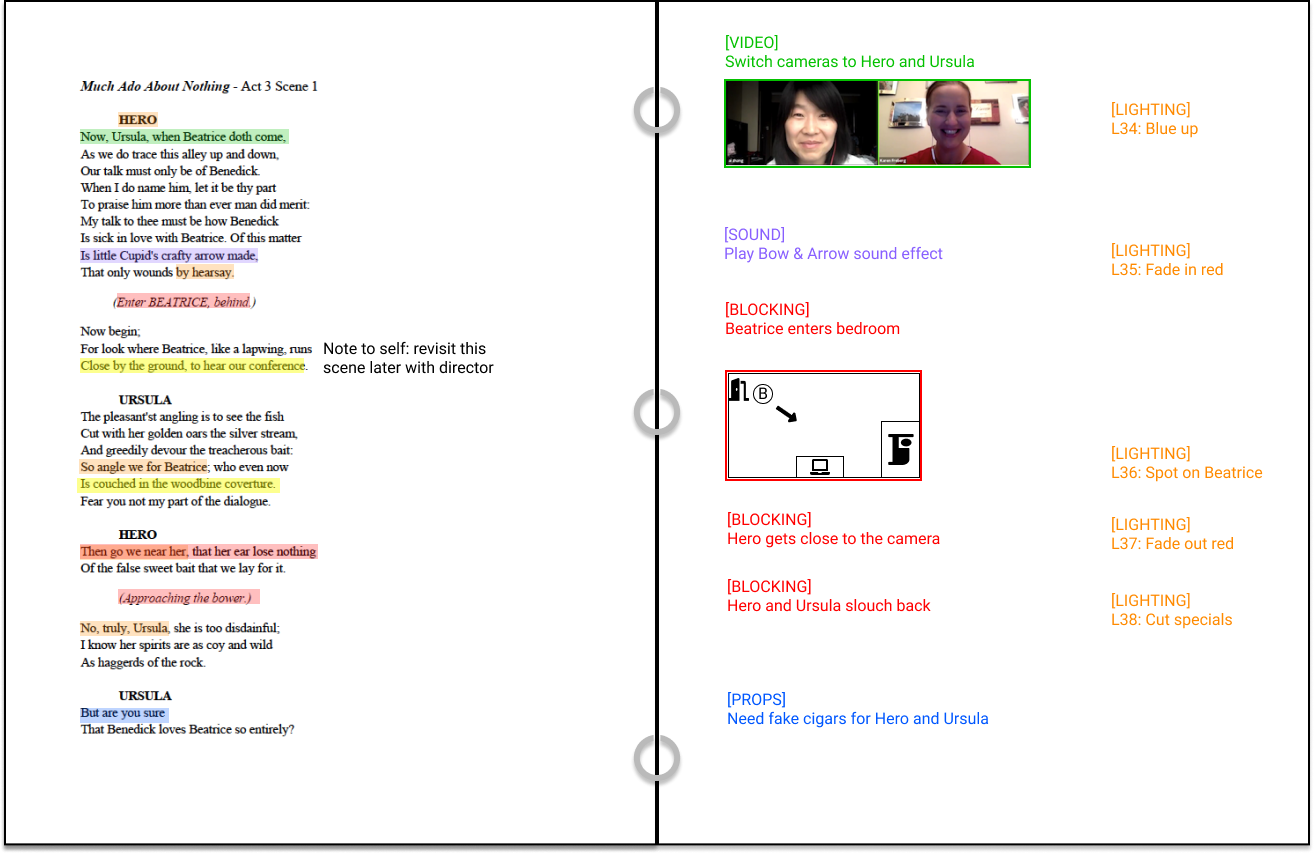 Much Ado About Nothing - Act 3 Scene 1
HERO
Now, Ursula, when Beatrice doth come,
As we do trace this alley up and down,
Our talk must only be of Benedick.
When I do name him, let it be thy part
To praise him more than ever man did merit:
My talk to thee must be how Benedick
Is sick in love with Beatrice. Of this matter
Is little Cupid's crafty arrow made,
That only wounds by hearsay.
(Enter BEATRICE, behind.)
Now begin;
For look where Beatrice, like a lapwing, runs
Close by the ground, to hear our conference.
Note to self: revisit this
scene later with director
URSULA
The pleasant'st angling is to see the fish
Cut with her golden oars the silver stream,
And greedily devour the treacherous bait:
So angle we for Beatrice; who even now
Is couched in the woodbine coverture.
Fear you not my part of the dialogue.
HERO
Then go we near her, that her ear lose nothing
Of the false sweet bait that we lay for it.
(Approaching the bower.)
No, truly, Ursula, she is too disdainful;
I know her spirits are as coy and wild
As haggerds of the rock.
URSULA
But are you sure
That Benedick loves Beatrice so entirely?
[VIDEO]
Switch cameras to Hero and Ursula
[LIGHTING]
L34: Blue up
[SOUND]
Play Bow & Arrow sound effect
[LIGHTING]
L35: Fade in red
[BLOCKING]
Beatrice enters bedroom
B
[LIGHTING]
L36: Spot on Beatrice
[BLOCKING]
Hero gets close to the camera
[LIGHTING]
L37: Fade out red
[BLOCKING]
Hero and Ursula slouch back
[LIGHTING]
L38: Cut specials
[PROPS]
Need fake cigars for Hero and Ursula